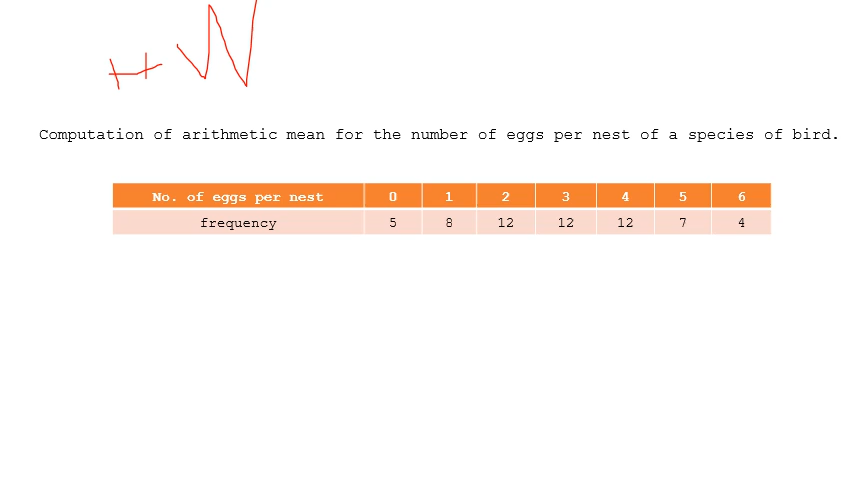 Computation of arithmetic mean for the number of eggs per nest of a species of bird.
No. of eggs per nest 0 1 2 3 4 5 6
frequency 5 8 12 12 12 7 4